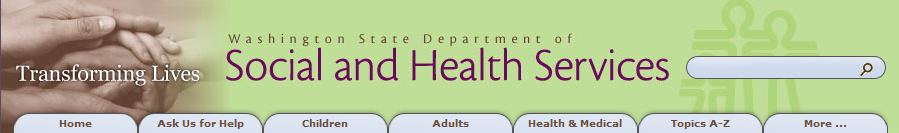 Washington State Department of
Transforming Lives
Social and Health Services
Home
Ask Us for Help
Children
Adults
Health & Medical
Topics A-Z
More ...